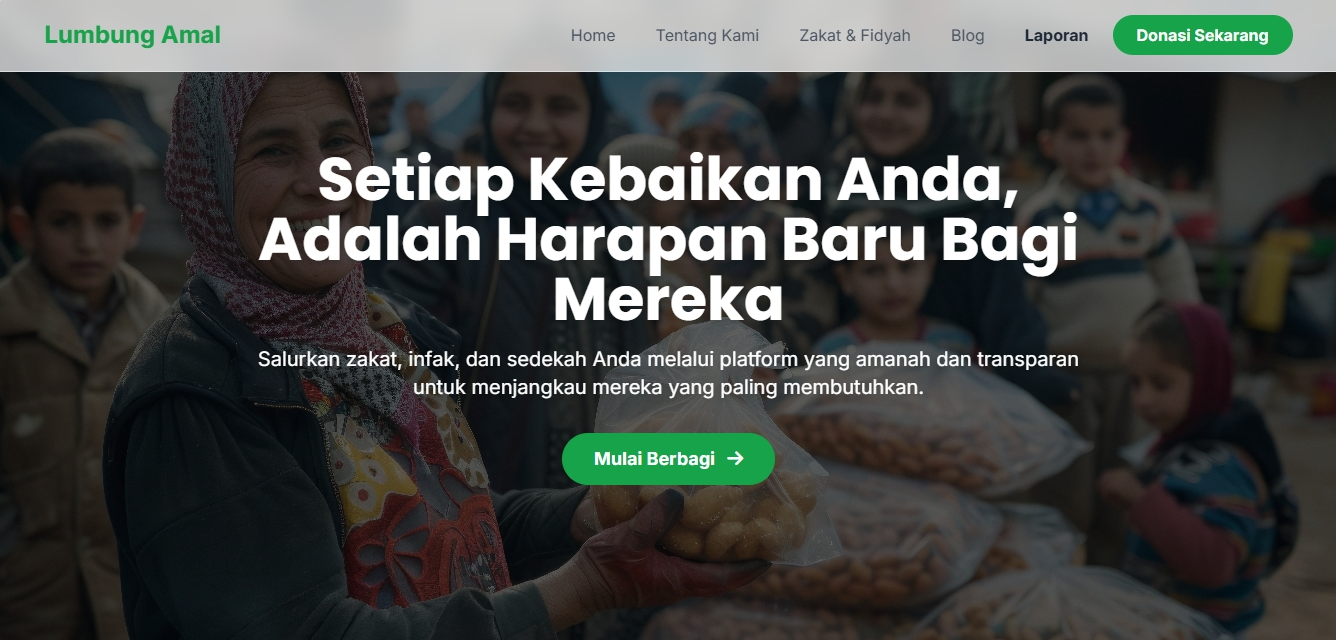 Lumbung Amal
Home
Tentang Kami
Zakat & Fidyah
Blog
Laporan
Donasi Sekarang
Setiap Kebaikan Anda,
Adalah Harapan Baru Bagi
Mereka
Salurkan zakat, infak, dan sedekah Anda melalui platform yang amanah dan transparan
untuk menjangkau mereka yang paling membutuhkan.
Mulai Berbagi →